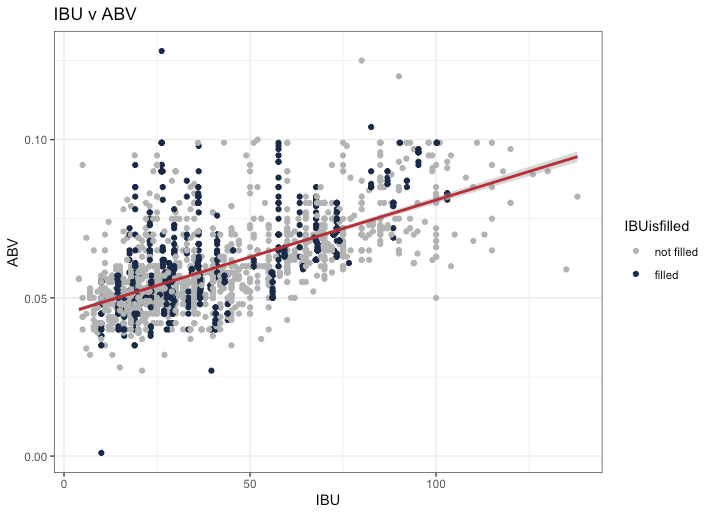 IBU v ABV
ABV
0.10
0.05
0.00
0
50
100
IBU
IBUisfilled
not filled
filled